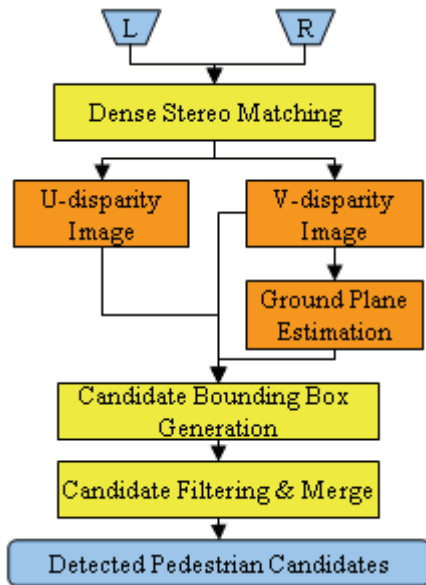 L
R
Dense Stereo Matching
U-disparity
Image
V-disparity
Image
Ground Plane
Estimation
Candidate Bounding Box
Generation
Candidate Filtering & Merge
Detected Pedestrian Candidates